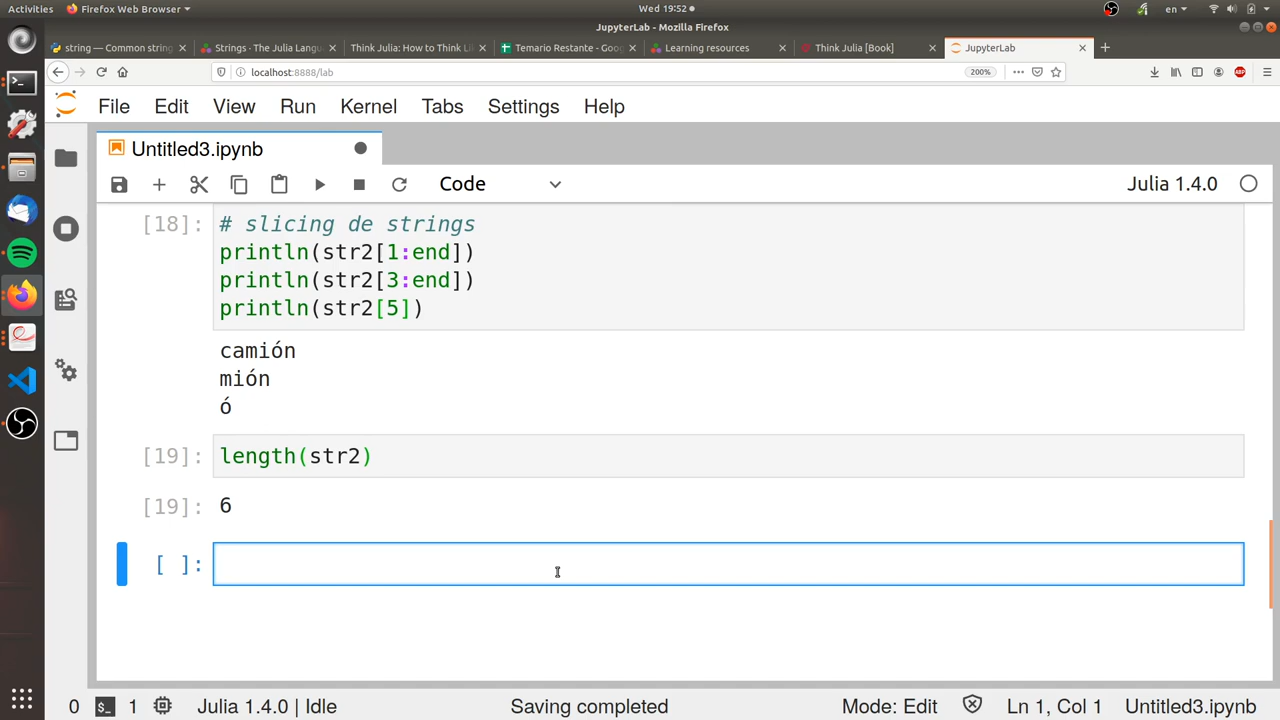 Activities Firefox Web Browser Wed 19:52 en
JupyterLab - Mozilla Firefox
string — Common string Strings · The Julia Langu Think Julia: How to Think Li Temario Restante - Goo Learning resources Think Julia [Book] JupyterLab
localhost:8888/lab 200% ABP
File Edit View Run Kernel Tabs Settings Help
Untitled3.ipynb
Code Julia 1.4.0
[18]: # slicing de strings
println(str2[1:end])
println(str2[3:end])
println(str2[5])
camión
mión
ó
[19]: length(str2)
[19]: 6
[ ]:
0 1 Julia 1.4.0 | Idle Saving completed Mode: Edit Ln 1, Col 1 Untitled3.ipynb